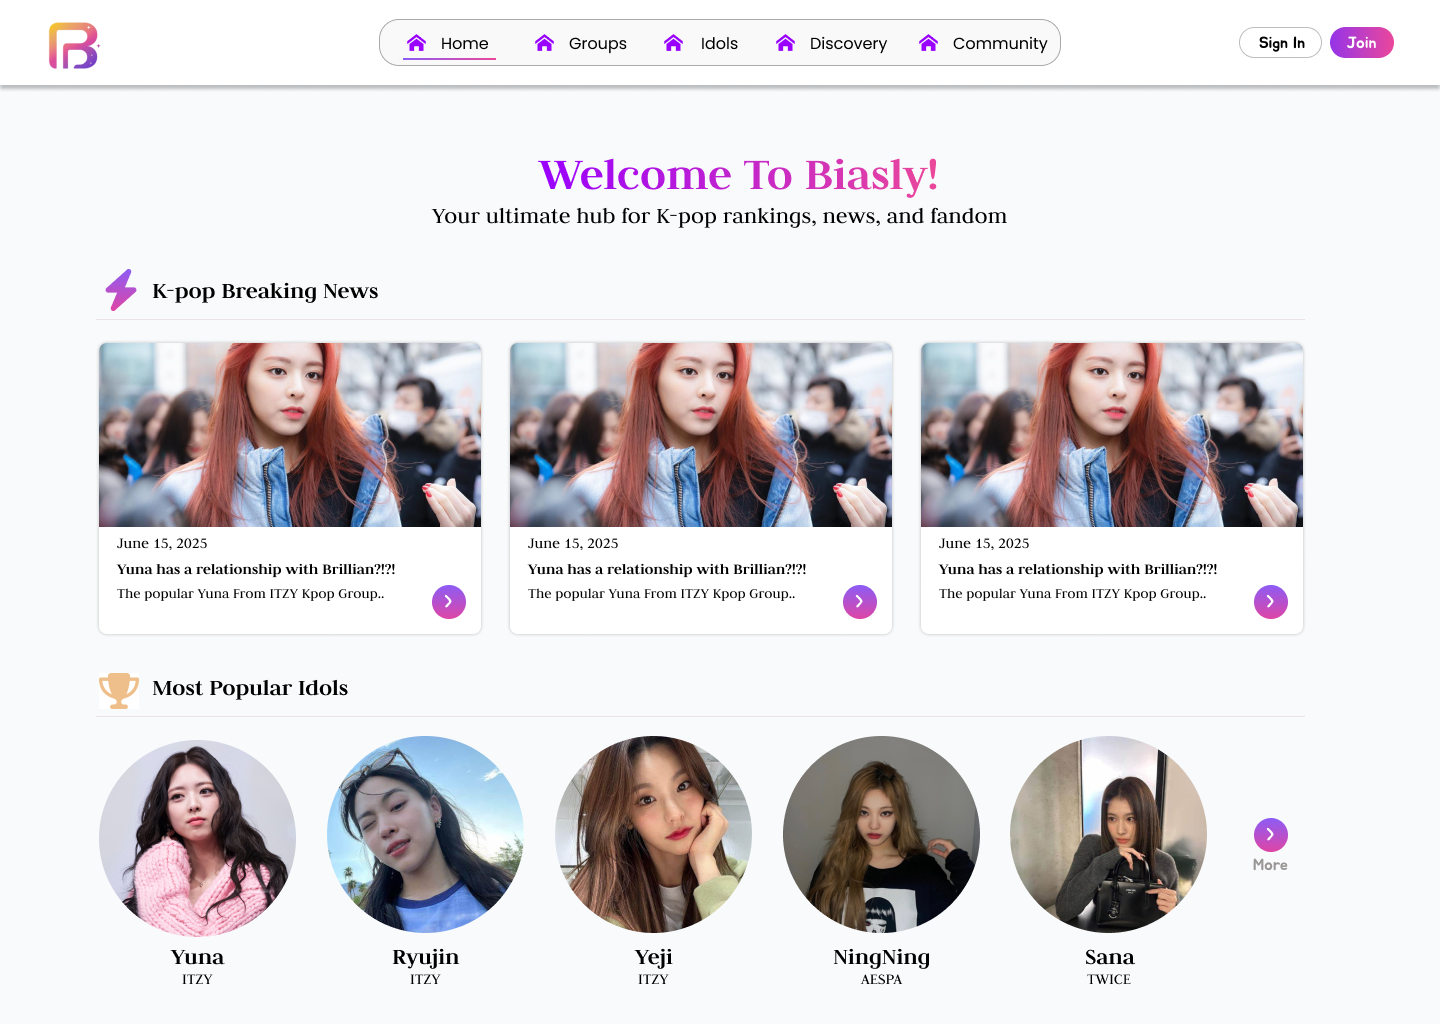 B
Home
Groups
Idols
Discovery
Community
Sign In
Join
Welcome To Biasly!
Your ultimate hub for K-pop rankings, news, and fandom
K-pop Breaking News
June 15, 2025
Yuna has a relationship with Brillian?!?!
The popular Yuna From ITZY Kpop Group..
June 15, 2025
Yuna has a relationship with Brillian?!?!
The popular Yuna From ITZY Kpop Group..
June 15, 2025
Yuna has a relationship with Brillian?!?!
The popular Yuna From ITZY Kpop Group..
Most Popular Idols
More
Yuna
ITZY
Ryujin
ITZY
Yeji
ITZY
NingNing
AESPA
Sana
TWICE